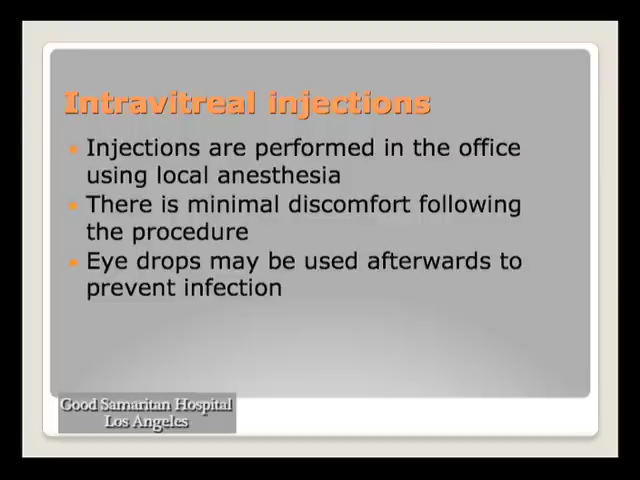 Intravitreal injections
Injections are performed in the office
using local anesthesia
There is minimal discomfort following
the procedure
Eye drops may be used afterwards to
prevent infection
Good Samaritan Hospital
Los Angeles